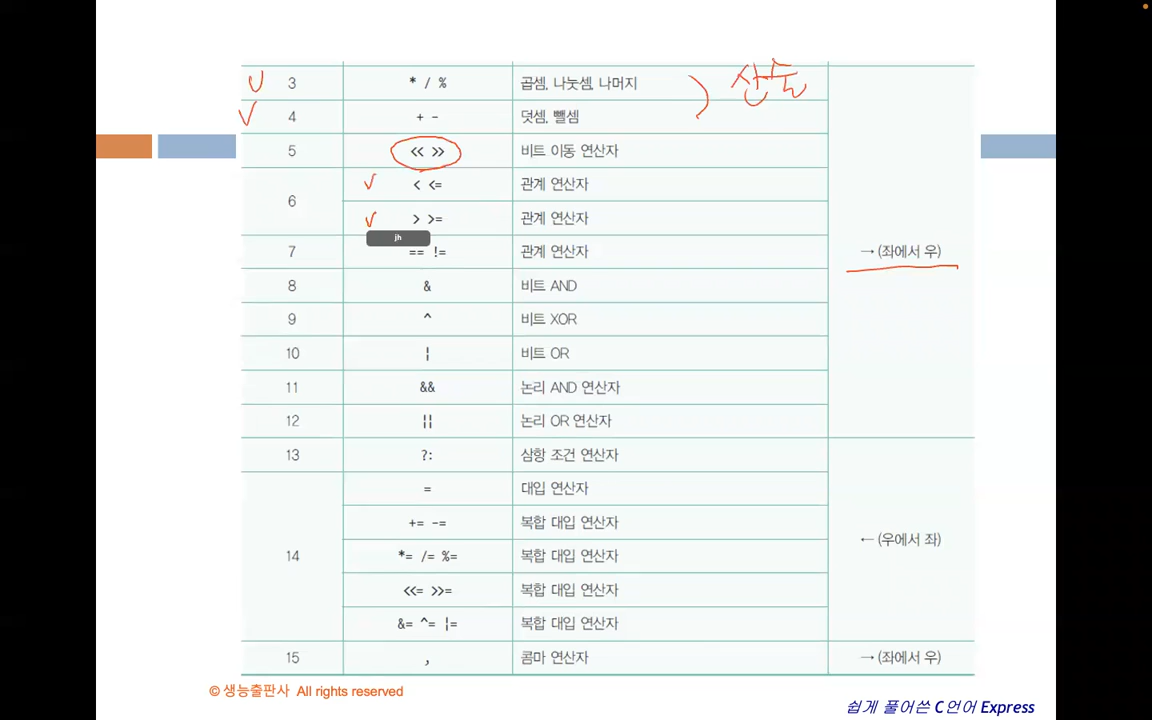 3 * / % 곱셈, 나눗셈, 나머지 산술
4 + - 덧셈, 뺄셈
5 << >> 비트 이동 연산자
6 < <= 관계 연산자
> >= 관계 연산자
jh
7 == != 관계 연산자 → (좌에서 우)
8 & 비트 AND
9 ^ 비트 XOR
10 ¦ 비트 OR
11 && 논리 AND 연산자
12 ¦¦ 논리 OR 연산자
13 ?: 삼항 조건 연산자
14 = 대입 연산자
+= -= 복합 대입 연산자
← (우에서 좌)
*= /= %= 복합 대입 연산자
<<= >>= 복합 대입 연산자
&= ^= ¦= 복합 대입 연산자
15 , 콤마 연산자 → (좌에서 우)
© 생능출판사 All rights reserved
쉽게 풀어쓴 C언어 Express